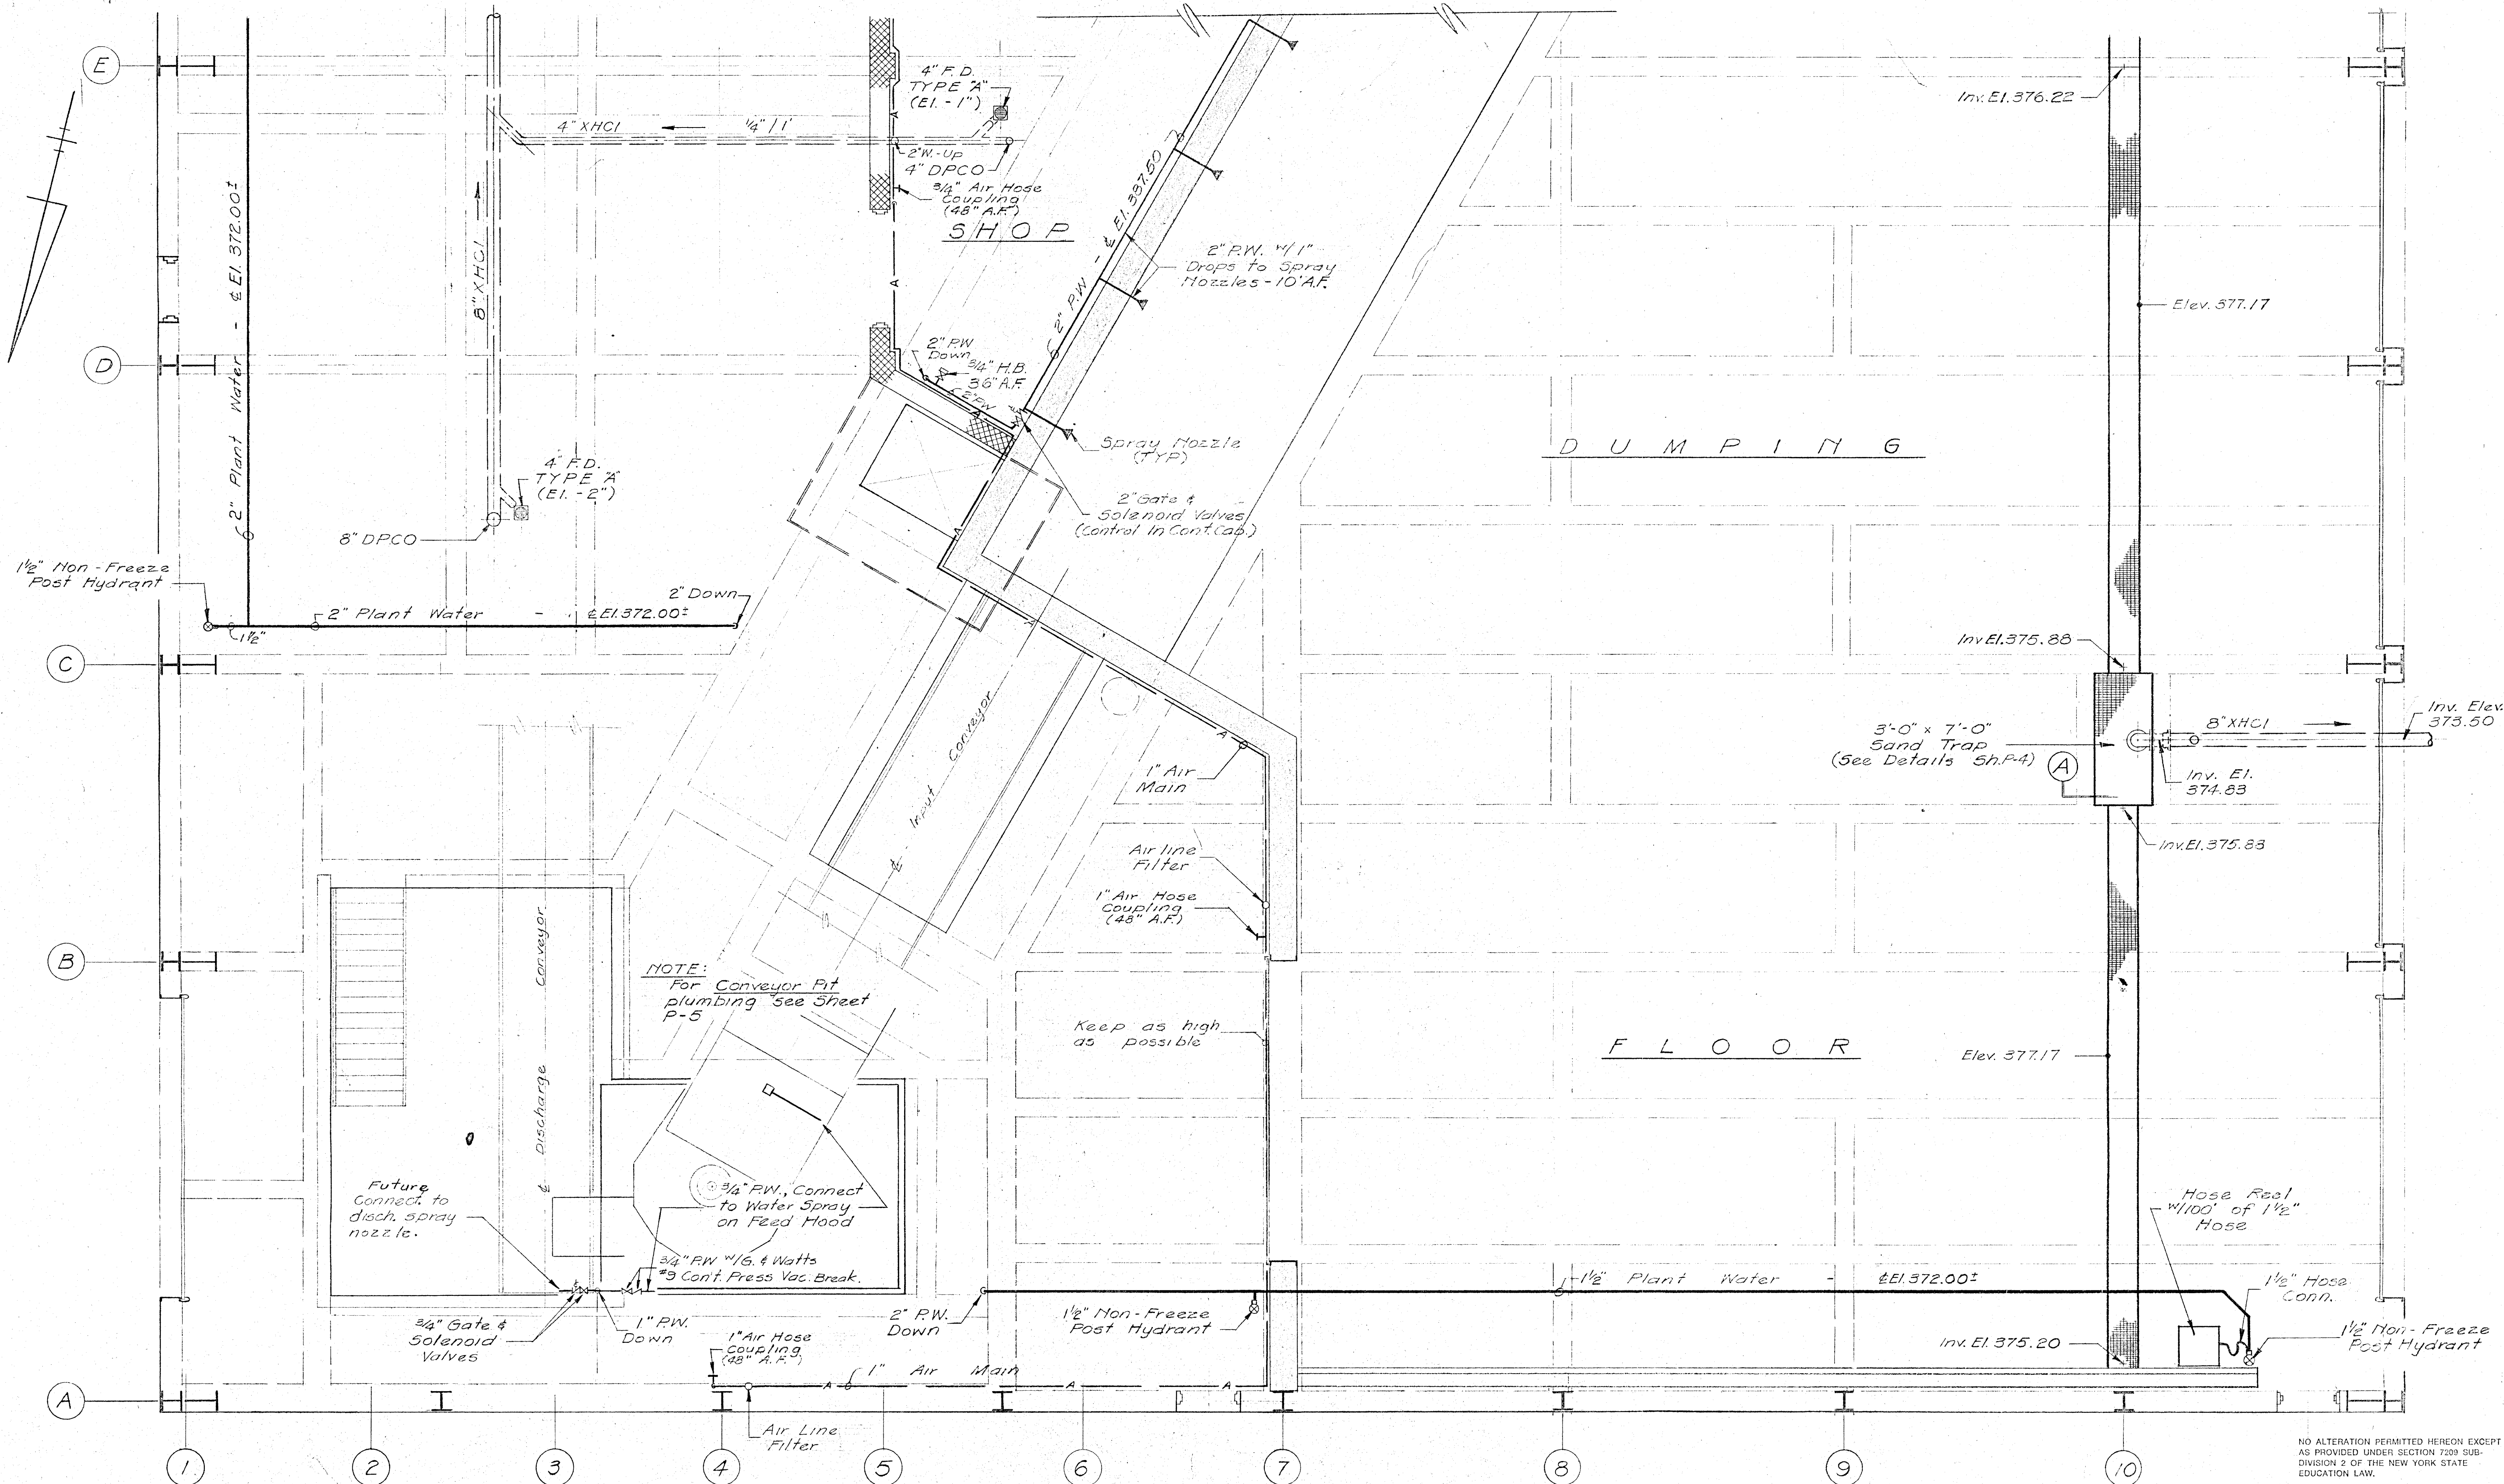 E
D
C
B
A
1
2
3
4
5
6
7
8
9
10
4" F.D.
TYPE "A"
(El. - 1")
4" XHCI
1/4" / 1'
2" W.-Up
4" DPCO
3/4" Air Hose
Coupling
(48" A.F.)
SHOP
8" XHCI
2" Plant Water - ℄ El. 372.00±
2" P.W. - ℄ El. 387.50
2" P.W. w/ 1"
Drops to Spray
Nozzles - 10' A.F.
2" P.W.
Down
3/4" H.B.
36" A.F.
2" P.W.
Spray Nozzle
(TYP)
2" Gate &
Solenoid Valves
(Control In Cont. Cab.)
4" F.D.
TYPE "A"
(El. - 2")
8" DPCO
1 1/2" Non-Freeze
Post Hydrant
1 1/2"
2" Plant Water - ℄ El. 372.00±
2" Down
Inv. El. 376.22
Elev. 377.17
DUMPING
Inv. El. 375.88
3'-0" x 7'-0"
Sand Trap
(See Details Sh. P-4)
A
8" XHCI
Inv. Elev.
373.50
Inv. El.
374.83
Inv. El. 375.83
℄ Input Conveyor
1" Air
Main
Air line
Filter
1" Air Hose
Coupling
(48" A.F.)
℄ Discharge Conveyor
NOTE:
For Conveyor Pit
plumbing see Sheet
P-5
Keep as high
as possible
FLOOR
Elev. 377.17
Future
Connect to
disch. spray
nozzle.
3/4" P.W., Connect
to Water Spray
on Feed Hood
3/4" P.W. w/G. & Watts
#9 Con't. Press Vac. Break.
3/4" Gate &
Solenoid
Valves
1" P.W.
Down
1" Air Hose
Coupling
(48" A.F.)
1" Air Main
Air Line
Filter
2" P.W.
Down
1 1/2" Non-Freeze
Post Hydrant
1 1/2" Plant Water - ℄ El. 372.00±
Hose Reel
w/100' of 1 1/2"
Hose
1 1/2" Hose
Conn.
Inv. El. 375.20
1 1/2" Non-Freeze
Post Hydrant
NO ALTERATION PERMITTED HEREON EXCEPT
AS PROVIDED UNDER SECTION 7209 SUB-
DIVISION 2 OF THE NEW YORK STATE
EDUCATION LAW.